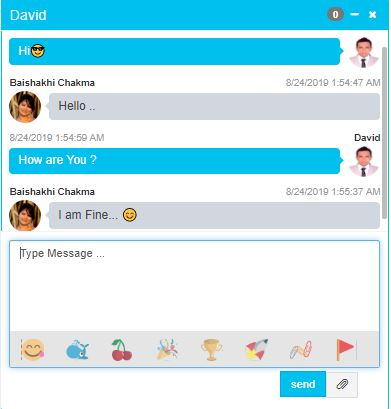 David 0
Hi😎
Baishakhi Chakma 8/24/2019 1:54:47 AM
Hello ..
8/24/2019 1:54:59 AM David
How are You ?
Baishakhi Chakma 8/24/2019 1:55:37 AM
I am Fine... 😊
Type Message ...
send